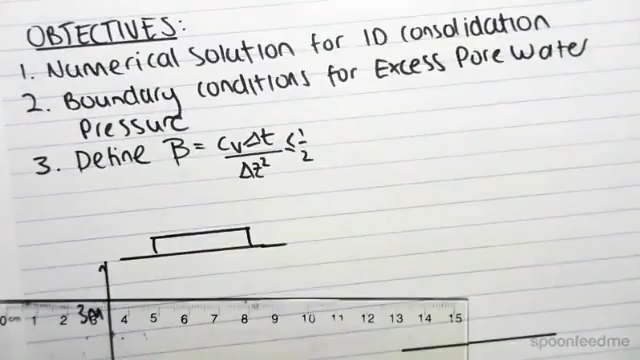 OBJECTIVES:
1. Numerical Solution for 1D consolidation
2. Boundary conditions for Excess Pore Water
Pressure
3. Define β = CvΔt/Δz² ≤ 1/2
3m
0cm 1 2 4 5 6 7 8 9 10 11 12 13 14 15
spoonfeedme